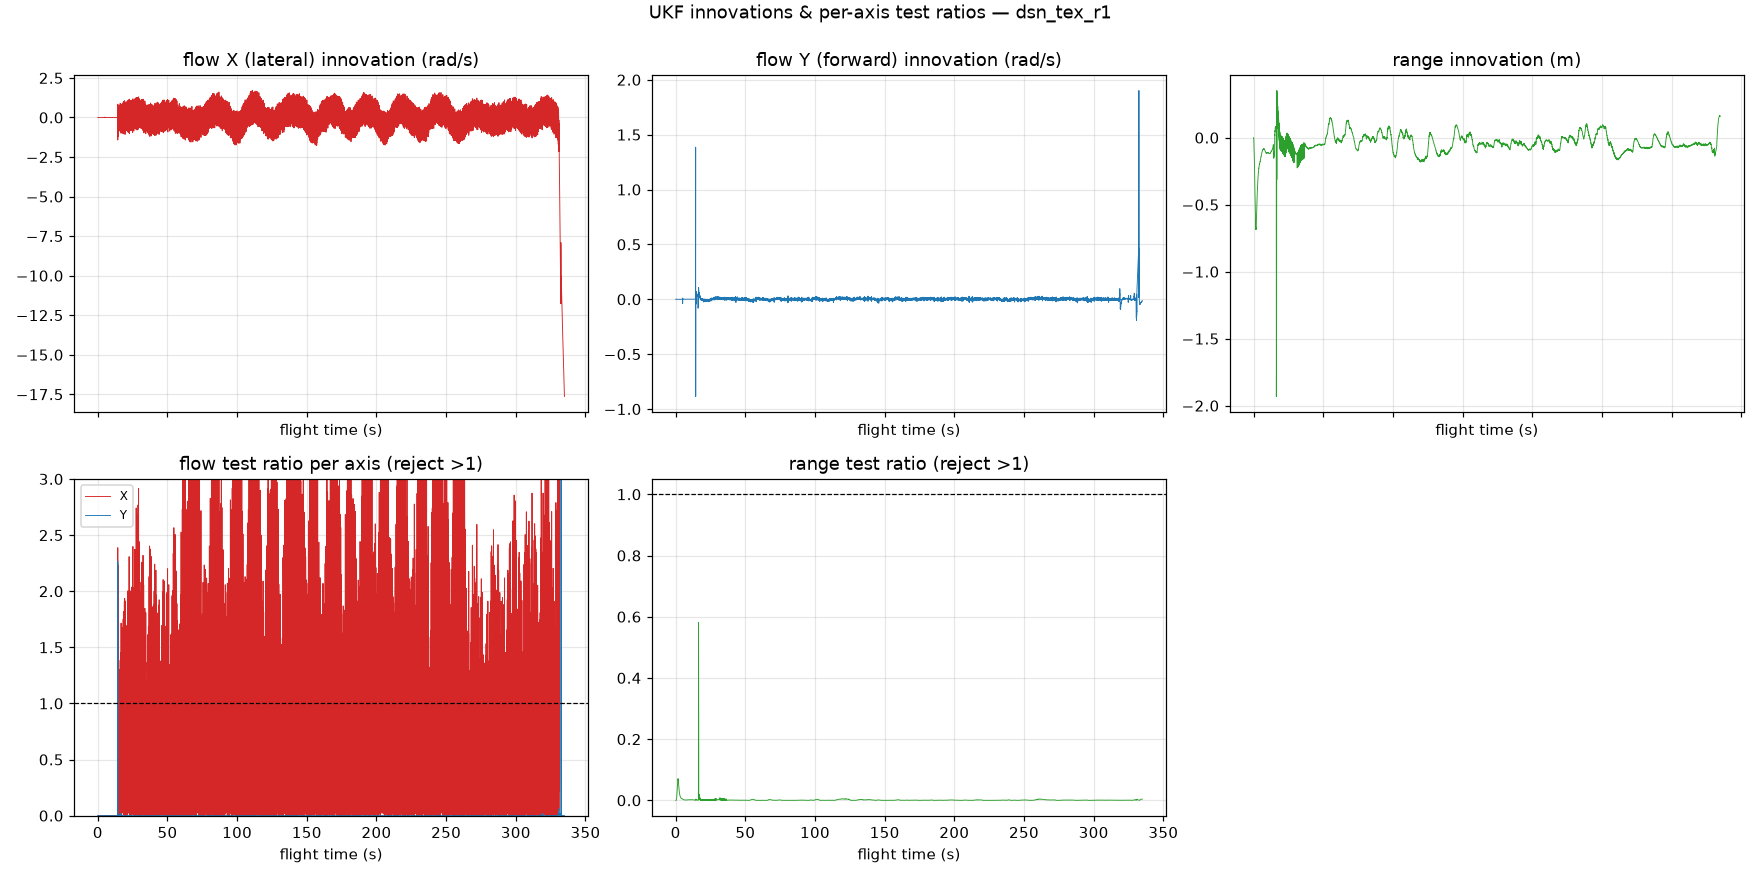 UKF innovations & per-axis test ratios — dsn_tex_r1
flow X (lateral) innovation (rad/s)
2.5
0.0
−2.5
−5.0
−7.5
−10.0
−12.5
−15.0
−17.5
flight time (s)
flow Y (forward) innovation (rad/s)
2.0
1.5
1.0
0.5
0.0
−0.5
−1.0
flight time (s)
range innovation (m)
0.0
−0.5
−1.0
−1.5
−2.0
flight time (s)
flow test ratio per axis (reject >1)
3.0
2.5
2.0
1.5
1.0
0.5
0.0
X
Y
0 50 100 150 200 250 300 350
flight time (s)
range test ratio (reject >1)
1.0
0.8
0.6
0.4
0.2
0.0
0 50 100 150 200 250 300 350
flight time (s)